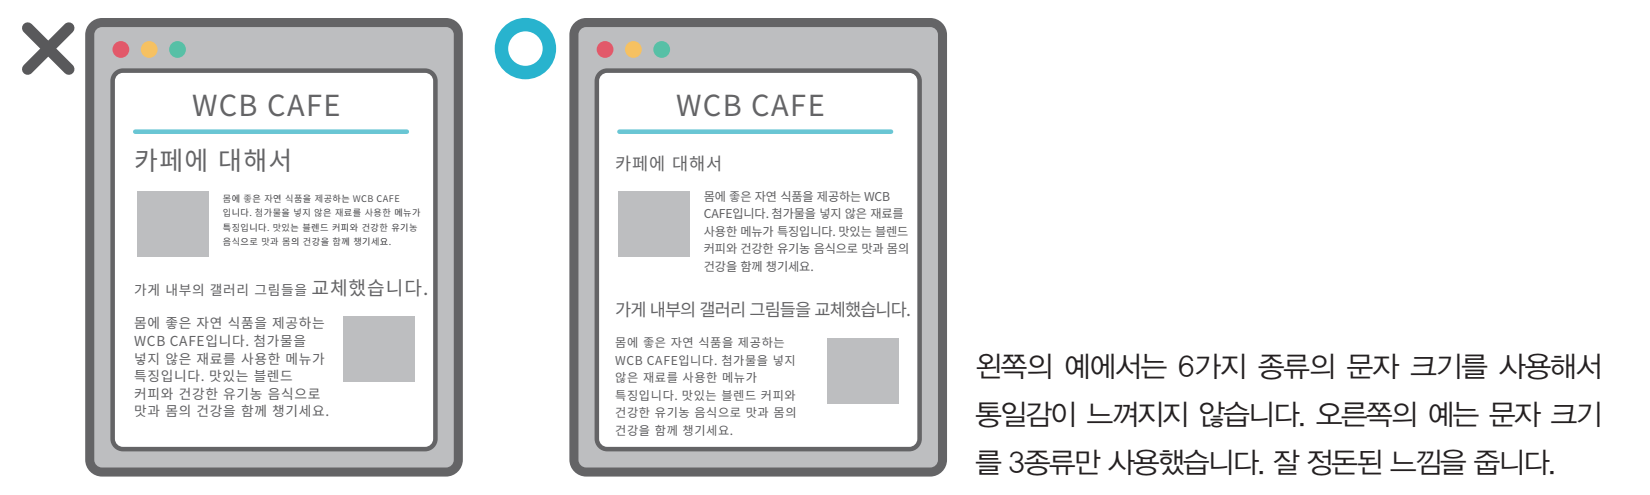 WCB CAFE
카페에 대해서
몸에 좋은 자연 식품을 제공하는 WCB CAFE
입니다. 첨가물을 넣지 않은 재료를 사용한 메뉴가
특징입니다. 맛있는 블렌드 커피와 건강한 유기농
음식으로 맛과 몸의 건강을 함께 챙기세요.
가게 내부의 갤러리 그림들을 교체했습니다.
몸에 좋은 자연 식품을 제공하는
WCB CAFE입니다. 첨가물을
넣지 않은 재료를 사용한 메뉴가
특징입니다. 맛있는 블렌드
커피와 건강한 유기농 음식으로
맛과 몸의 건강을 함께 챙기세요.
WCB CAFE
카페에 대해서
몸에 좋은 자연 식품을 제공하는 WCB
CAFE입니다. 첨가물을 넣지 않은 재료를
사용한 메뉴가 특징입니다. 맛있는 블렌드
커피와 건강한 유기농 음식으로 맛과 몸의
건강을 함께 챙기세요.
가게 내부의 갤러리 그림들을 교체했습니다.
몸에 좋은 자연 식품을 제공하는
WCB CAFE입니다. 첨가물을 넣지
않은 재료를 사용한 메뉴가
특징입니다. 맛있는 블렌드 커피와
건강한 유기농 음식으로 맛과 몸의
건강을 함께 챙기세요.
왼쪽의 예에서는 6가지 종류의 문자 크기를 사용해서
통일감이 느껴지지 않습니다. 오른쪽의 예는 문자 크기
를 3종류만 사용했습니다. 잘 정돈된 느낌을 줍니다.